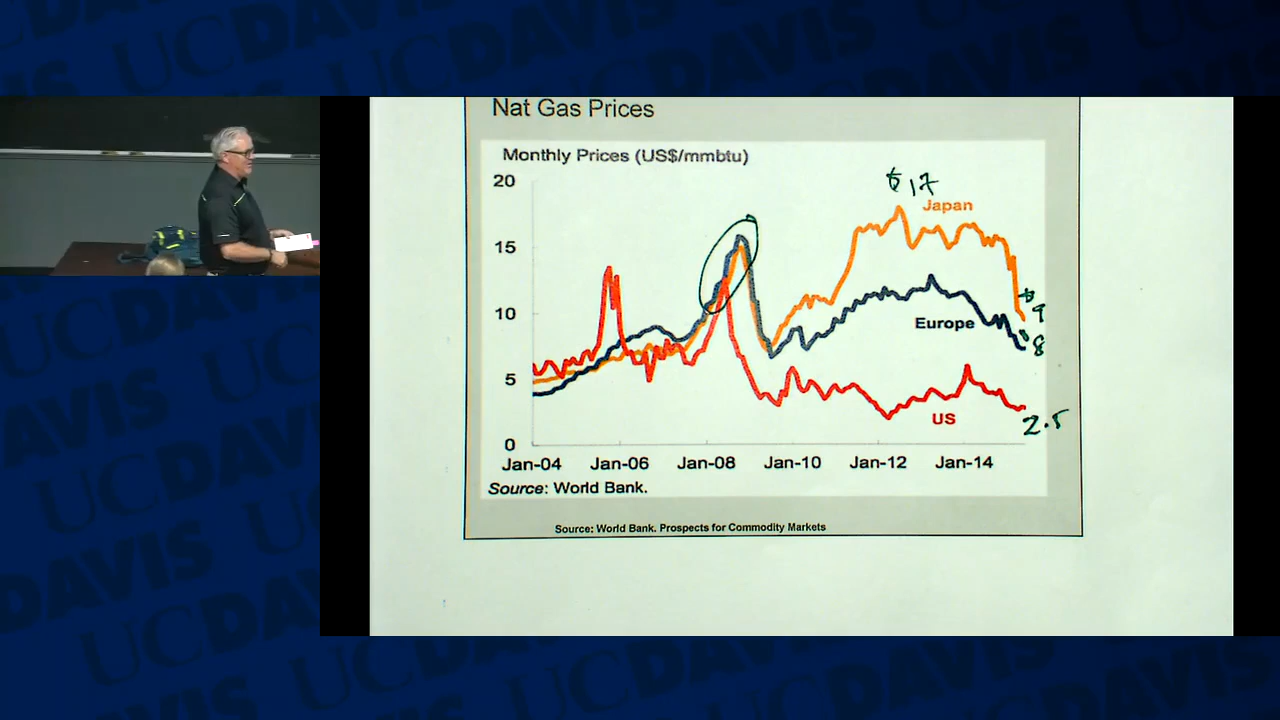 Nat Gas Prices
Monthly Prices (US$/mmbtu)
20
$ 17
Japan
15
10
$ 9
Europe
$ 8
5
US
2.5
0
Jan-04 Jan-06 Jan-08 Jan-10 Jan-12 Jan-14
Source: World Bank.
Source: World Bank. Prospects for Commodity Markets
UCDAVIS